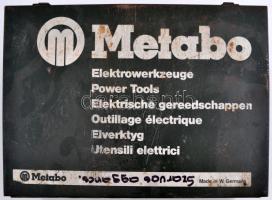 Metabo
Elektrowerkzeuge
Power Tools
Elektrische gereedschappen
Outillage électrique
Elverktyg
Utensili elettrici
Metabo
Made in W. Germany